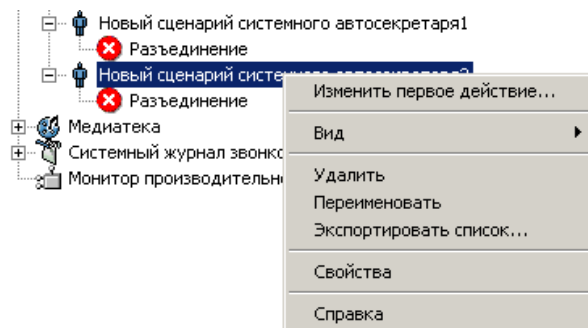 Новый сценарий системного автосекретаря1
Разъединение
Новый сценарий
Разъединение
Изменить первое действие...
Медиатека
Вид
Системный журнал
Удалить
Монитор
Переименовать
Экспортировать список...
Свойства
Справка